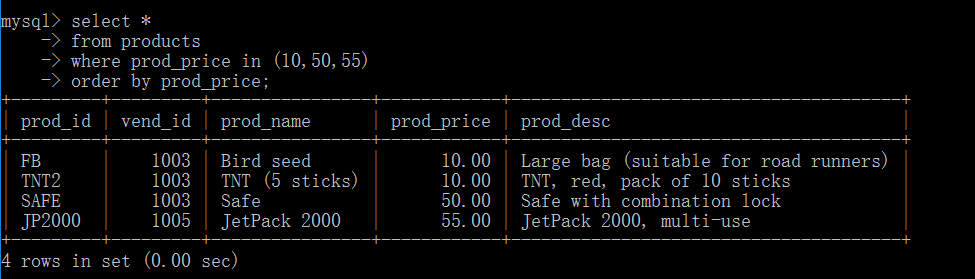 mysql> select *
    -> from products
    -> where prod_price in (10,50,55)
    -> order by prod_price;
+---------+---------+----------------+------------+----------------------------------------+
| prod_id | vend_id | prod_name      | prod_price | prod_desc                              |
+---------+---------+----------------+------------+----------------------------------------+
| FB      |    1003 | Bird seed      |      10.00 | Large bag (suitable for road runners) |
| TNT2    |    1003 | TNT (5 sticks) |      10.00 | TNT, red, pack of 10 sticks            |
| SAFE    |    1003 | Safe           |      50.00 | Safe with combination lock             |
| JP2000  |    1005 | JetPack 2000   |      55.00 | JetPack 2000, multi-use                |
+---------+---------+----------------+------------+----------------------------------------+
4 rows in set (0.00 sec)